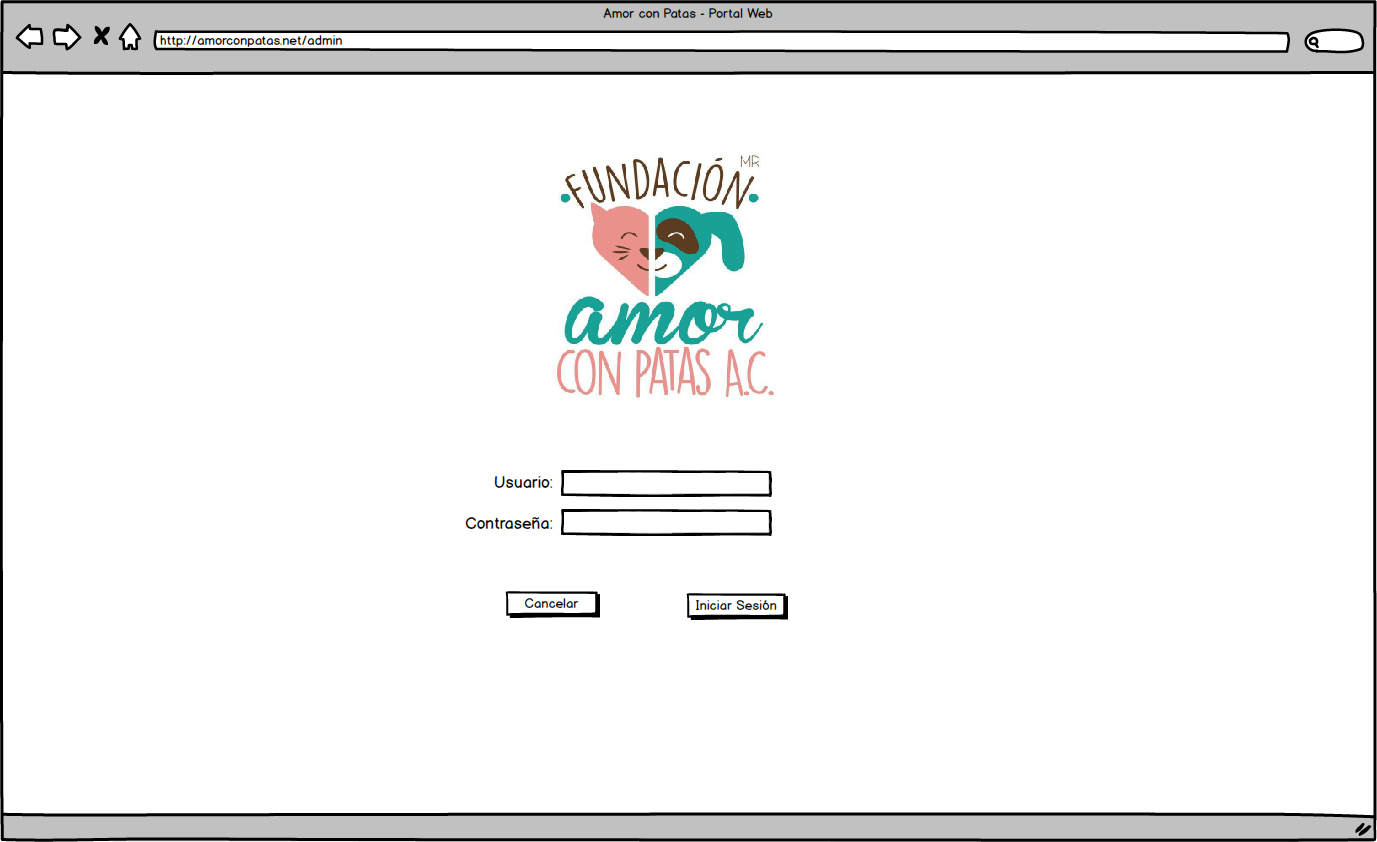 Amor con Patas - Portal Web
http://amorconpatas.net/admin
FUNDACIÓN MR
amor
CON PATAS A.C.
Usuario:
Contraseña:
Cancelar
Iniciar Sesión